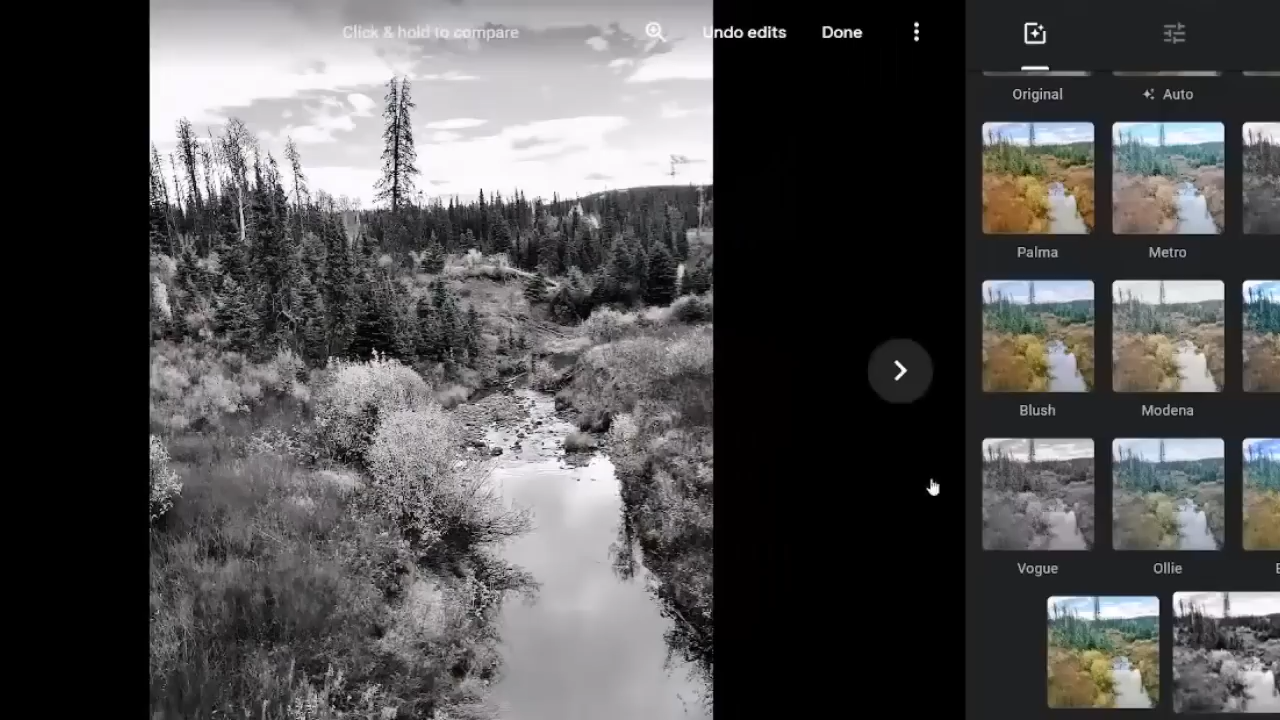 Click & hold to compare
Undo edits
Done
Original
Auto
Palma
Metro
Blush
Modena
Vogue
Ollie